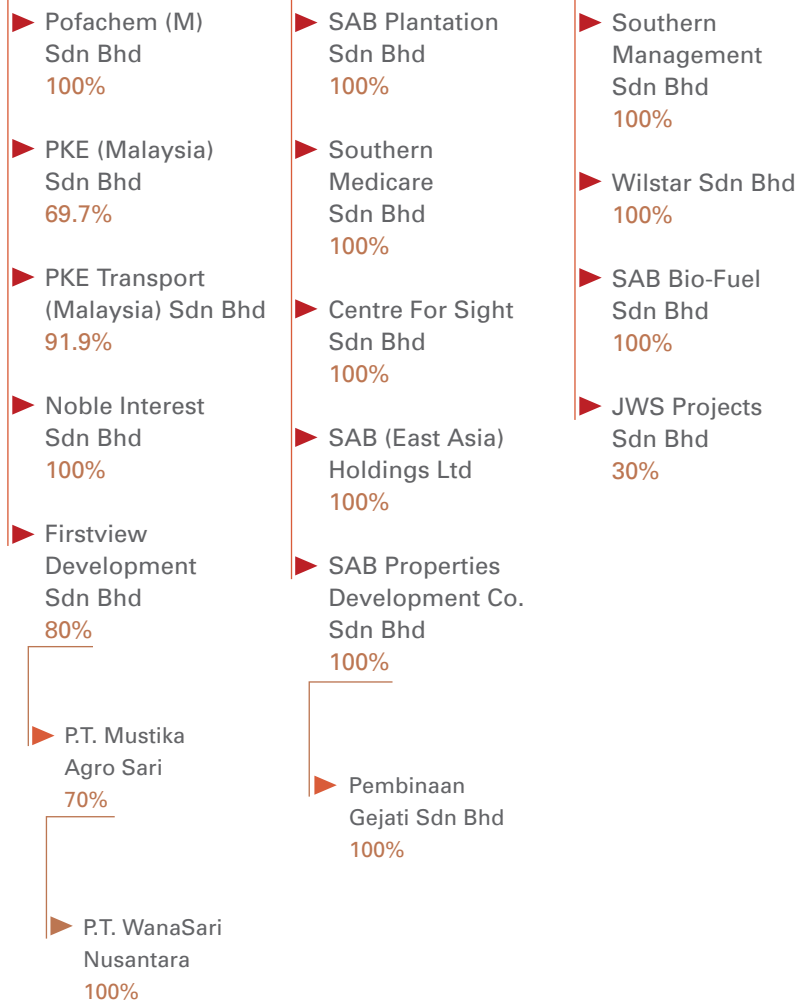 Pofachem (M)
Sdn Bhd
100%
PKE (Malaysia)
Sdn Bhd
69.7%
PKE Transport
(Malaysia) Sdn Bhd
91.9%
Noble Interest
Sdn Bhd
100%
Firstview
Development
Sdn Bhd
80%
P.T. Mustika
Agro Sari
70%
P.T. WanaSari
Nusantara
100%
SAB Plantation
Sdn Bhd
100%
Southern
Medicare
Sdn Bhd
100%
Centre For Sight
Sdn Bhd
100%
SAB (East Asia)
Holdings Ltd
100%
SAB Properties
Development Co.
Sdn Bhd
100%
Pembinaan
Gejati Sdn Bhd
100%
Southern
Management
Sdn Bhd
100%
Wilstar Sdn Bhd
100%
SAB Bio-Fuel
Sdn Bhd
100%
JWS Projects
Sdn Bhd
30%